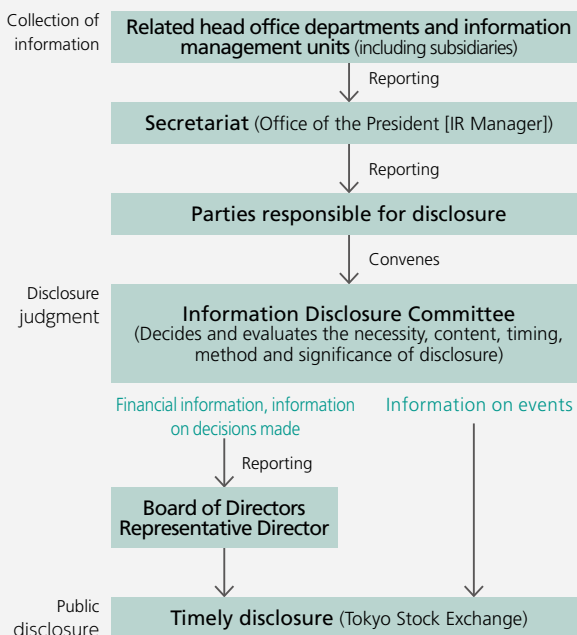 Collection of
information
Related head office departments and information
management units (including subsidiaries)
Reporting
Secretariat (Office of the President [IR Manager])
Reporting
Parties responsible for disclosure
Convenes
Disclosure
judgment
Information Disclosure Committee
(Decides and evaluates the necessity, content, timing,
method and significance of disclosure)
Financial information, information
on decisions made
Information on events
Reporting
Board of Directors
Representative Director
Public
disclosure
Timely disclosure (Tokyo Stock Exchange)